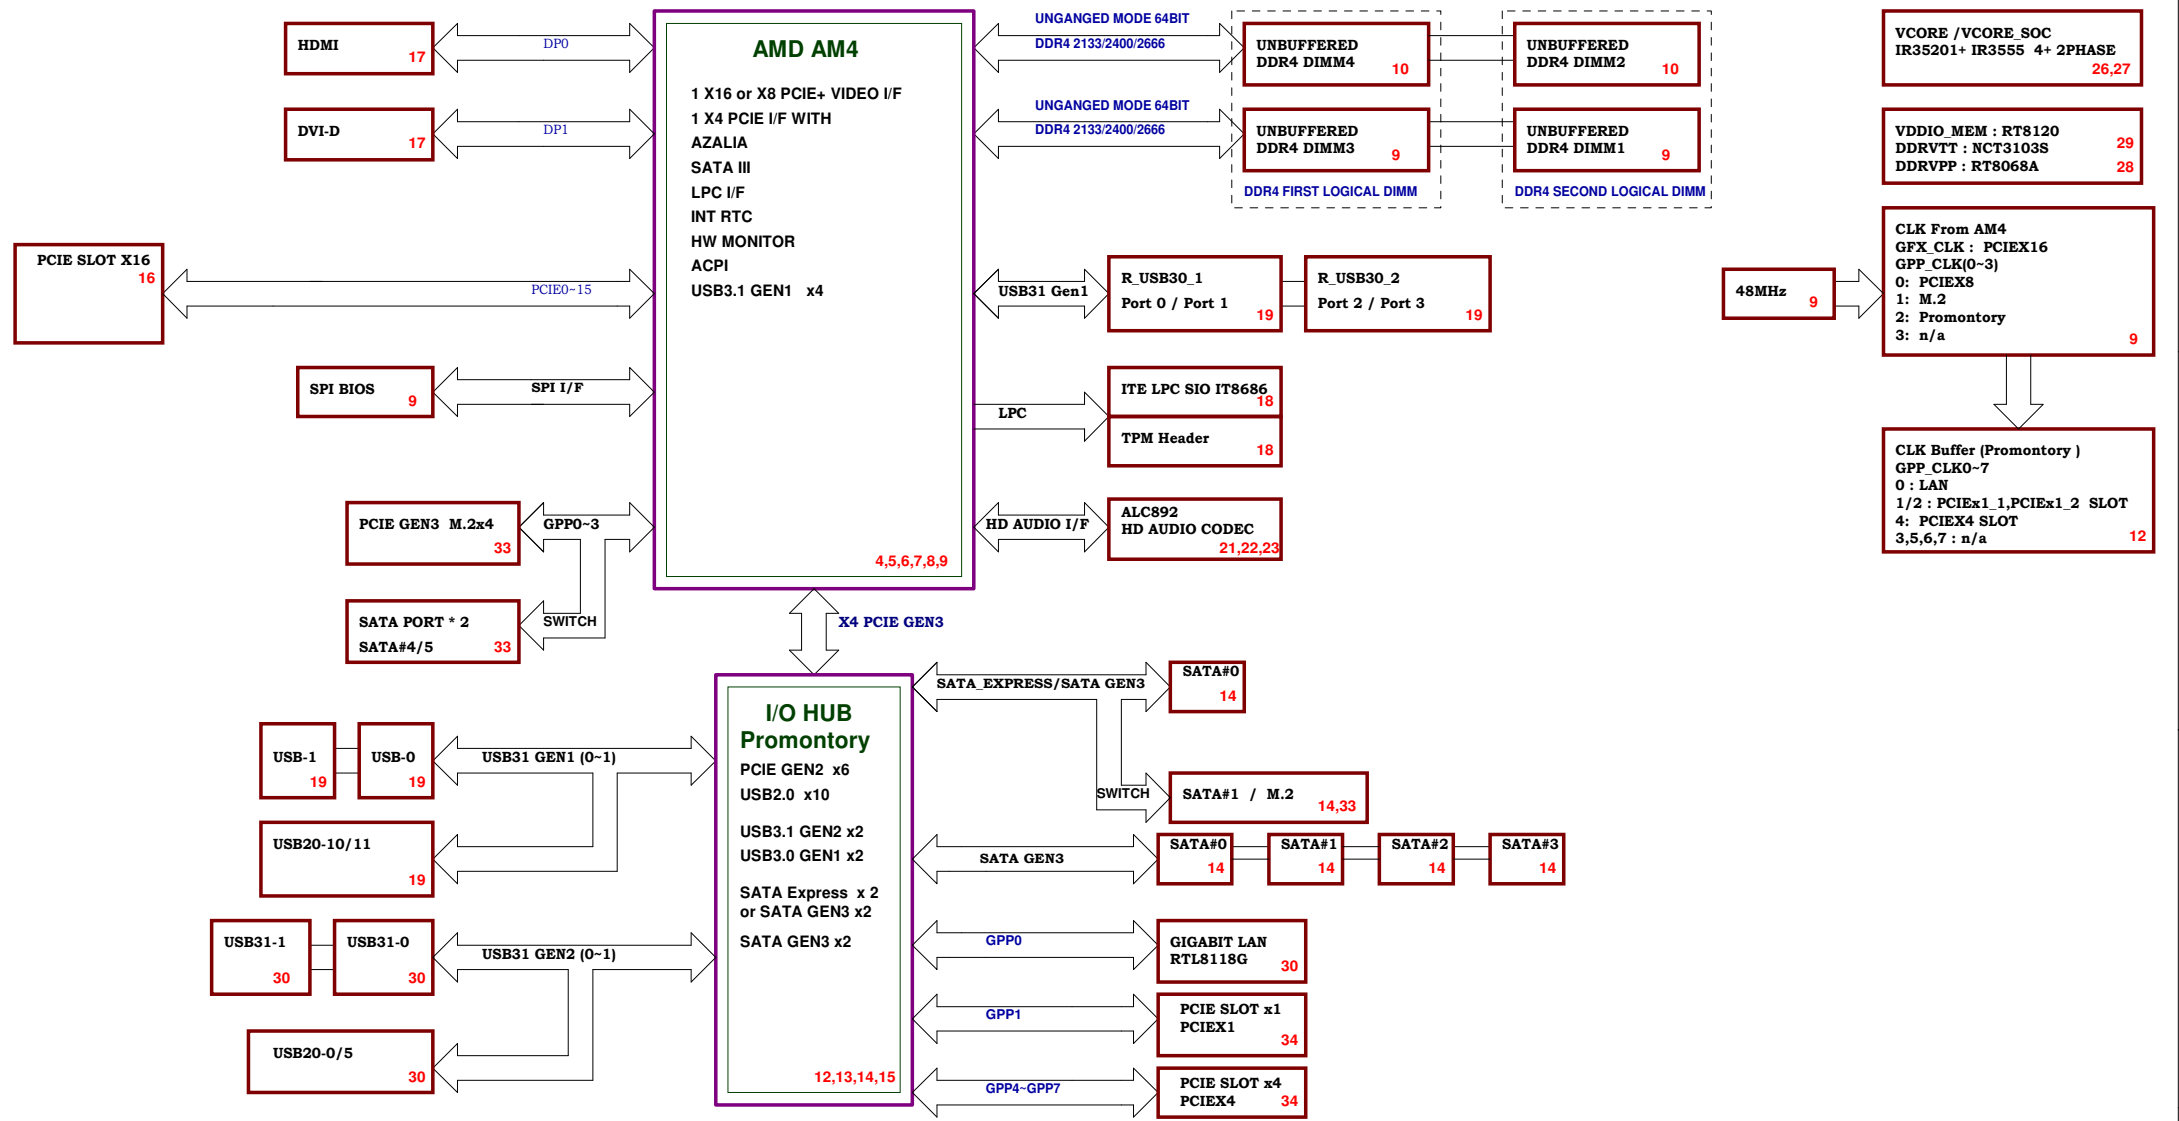 HDMI
17
DP0
DVI-D
17
DP1
PCIE SLOT X16
16
PCIE0~15
SPI BIOS
9
SPI I/F
PCIE GEN3 M.2x4
33
GPP0~3
SATA PORT * 2
SATA#4/5
33
SWITCH
AMD AM4
1 X16 or X8 PCIE+ VIDEO I/F
1 X4 PCIE I/F WITH
AZALIA
SATA III
LPC I/F
INT RTC
HW MONITOR
ACPI
USB3.1 GEN1 x4
4,5,6,7,8,9
UNGANGED MODE 64BIT
DDR4 2133/2400/2666
UNBUFFERED
DDR4 DIMM4
10
UNBUFFERED
DDR4 DIMM2
10
UNGANGED MODE 64BIT
DDR4 2133/2400/2666
UNBUFFERED
DDR4 DIMM3
9
UNBUFFERED
DDR4 DIMM1
9
DDR4 FIRST LOGICAL DIMM
DDR4 SECOND LOGICAL DIMM
USB31 Gen1
R_USB30_1
Port 0 / Port 1
19
R_USB30_2
Port 2 / Port 3
19
LPC
ITE LPC SIO IT8686
18
TPM Header
18
HD AUDIO I/F
ALC892
HD AUDIO CODEC
21,22,23
VCORE /VCORE_SOC
IR35201+ IR3555 4+ 2PHASE
26,27
VDDIO_MEM : RT8120
DDRVTT : NCT3103S
DDRVPP : RT8068A
29
28
48MHz
9
CLK From AM4
GFX_CLK : PCIEX16
GPP_CLK(0~3)
0: PCIEX8
1: M.2
2: Promontory
3: n/a
9
CLK Buffer (Promontory )
GPP_CLK0~7
0 : LAN
1/2 : PCIEx1_1,PCIEx1_2 SLOT
4: PCIEX4 SLOT
3,5,6,7 : n/a
12
X4 PCIE GEN3
I/O HUB
Promontory
PCIE GEN2 x6
USB2.0 x10
USB3.1 GEN2 x2
USB3.0 GEN1 x2
SATA Express x 2
or SATA GEN3 x2
SATA GEN3 x2
12,13,14,15
USB-1
19
USB-0
19
USB31 GEN1 (0~1)
USB20-10/11
19
USB31-1
30
USB31-0
30
USB31 GEN2 (0~1)
USB20-0/5
30
SATA_EXPRESS/SATA GEN3
SATA#0
14
SWITCH
SATA#1 / M.2
14,33
SATA GEN3
SATA#0
14
SATA#1
14
SATA#2
14
SATA#3
14
GPP0
GIGABIT LAN
RTL8118G
30
GPP1
PCIE SLOT x1
PCIEX1
34
GPP4~GPP7
PCIE SLOT x4
PCIEX4
34